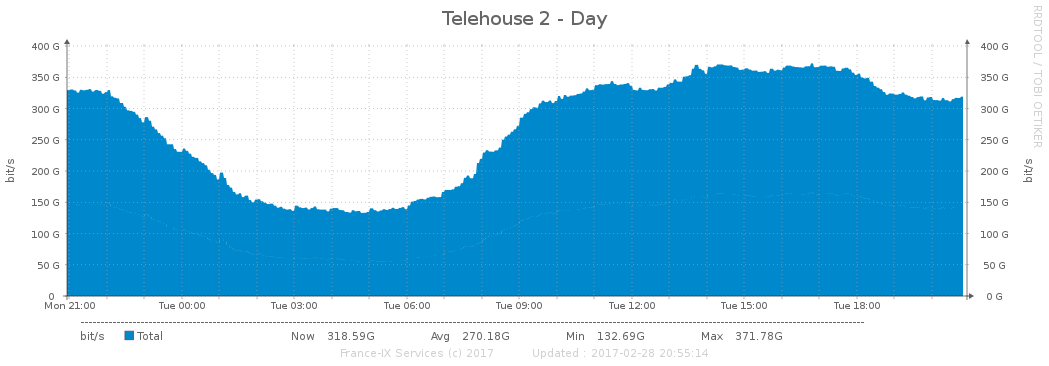 Telehouse 2 - Day
RRDTOOL / TOBI OETIKER
400 G 400 G
350 G 350 G
300 G 300 G
250 G 250 G
200 G 200 G
150 G 150 G
100 G 100 G
50 G 50 G
0 0 G
bit/s bit/s
Mon 21:00 Tue 00:00 Tue 03:00 Tue 06:00 Tue 09:00 Tue 12:00 Tue 15:00 Tue 18:00
bit/s Total Now 318.59G Avg 270.18G Min 132.69G Max 371.78G
France-IX Services (c) 2017 Updated : 2017-02-28 20:55:14